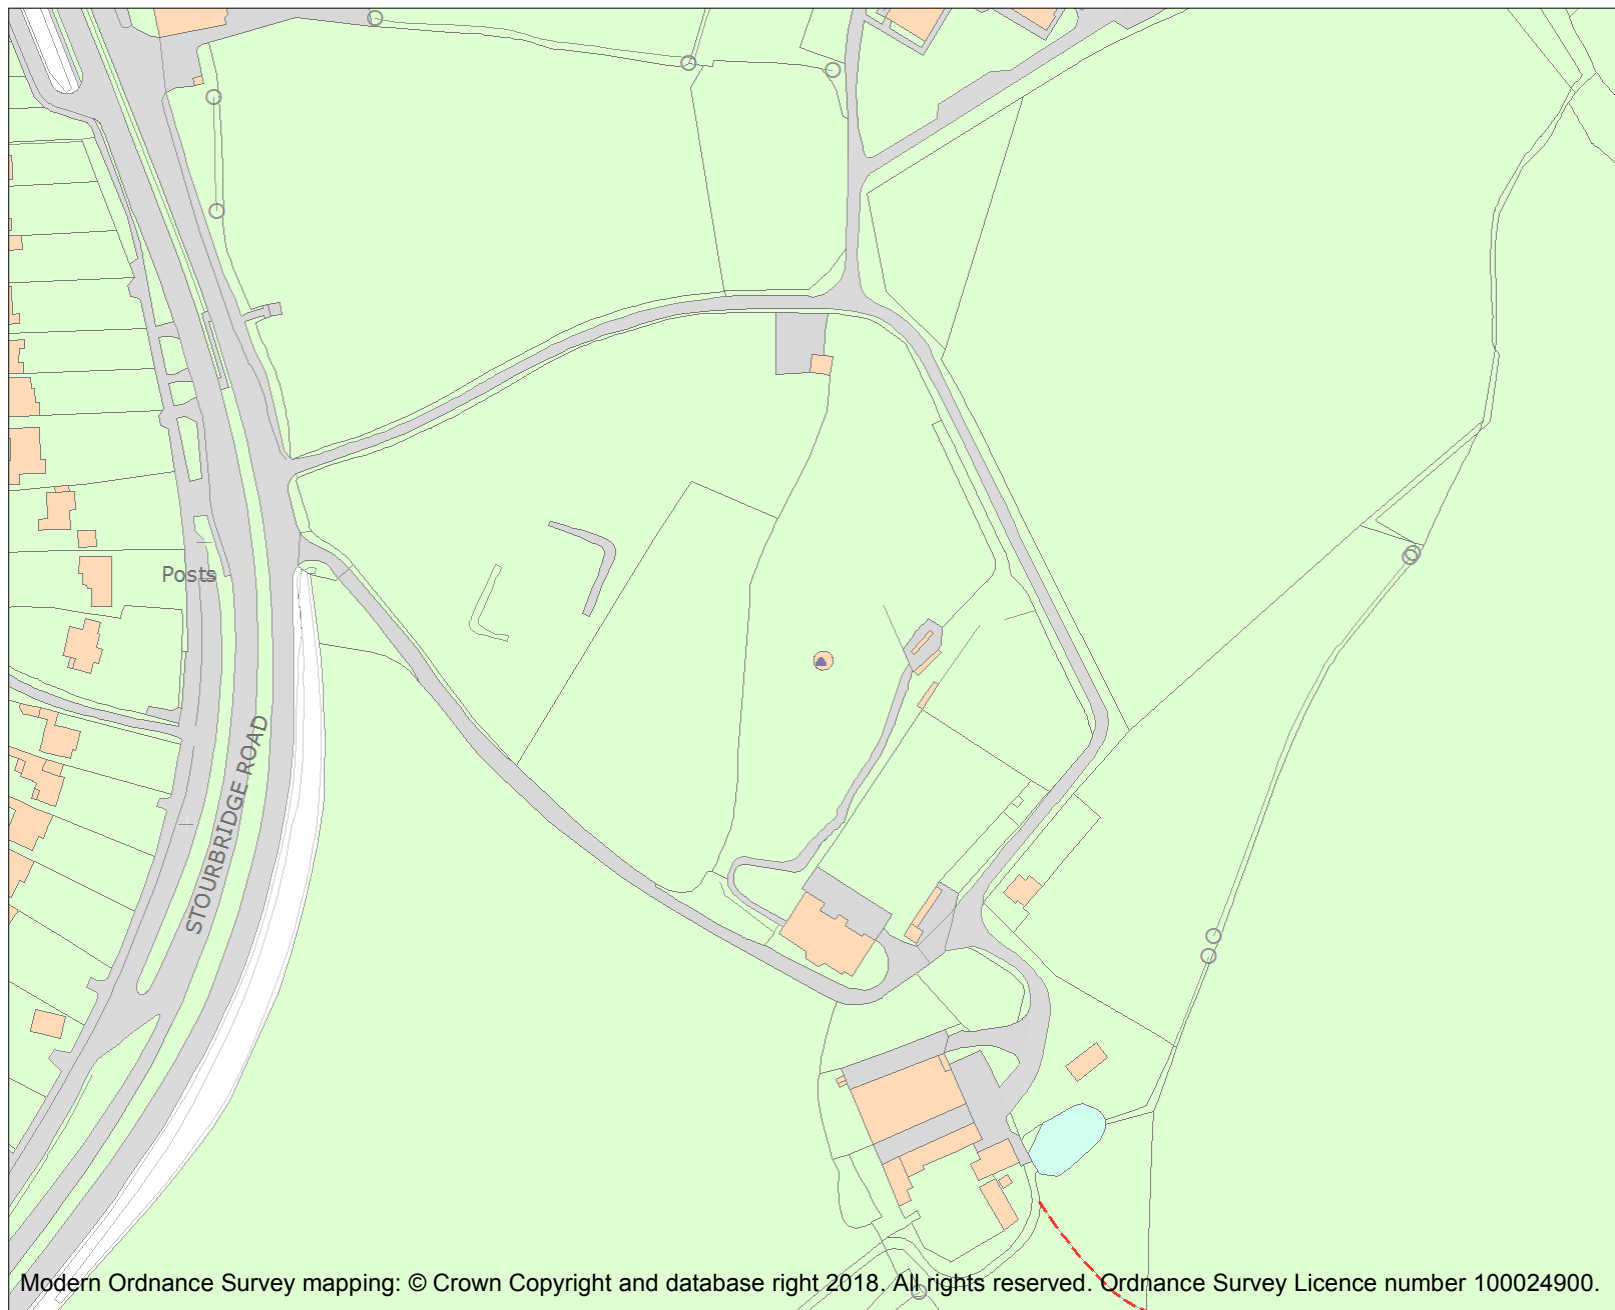 Posts
STOURBRIDGE ROAD
Modern Ordnance Survey mapping: © Crown Copyright and database right 2018. All rights reserved. Ordnance Survey Licence number 100024900.